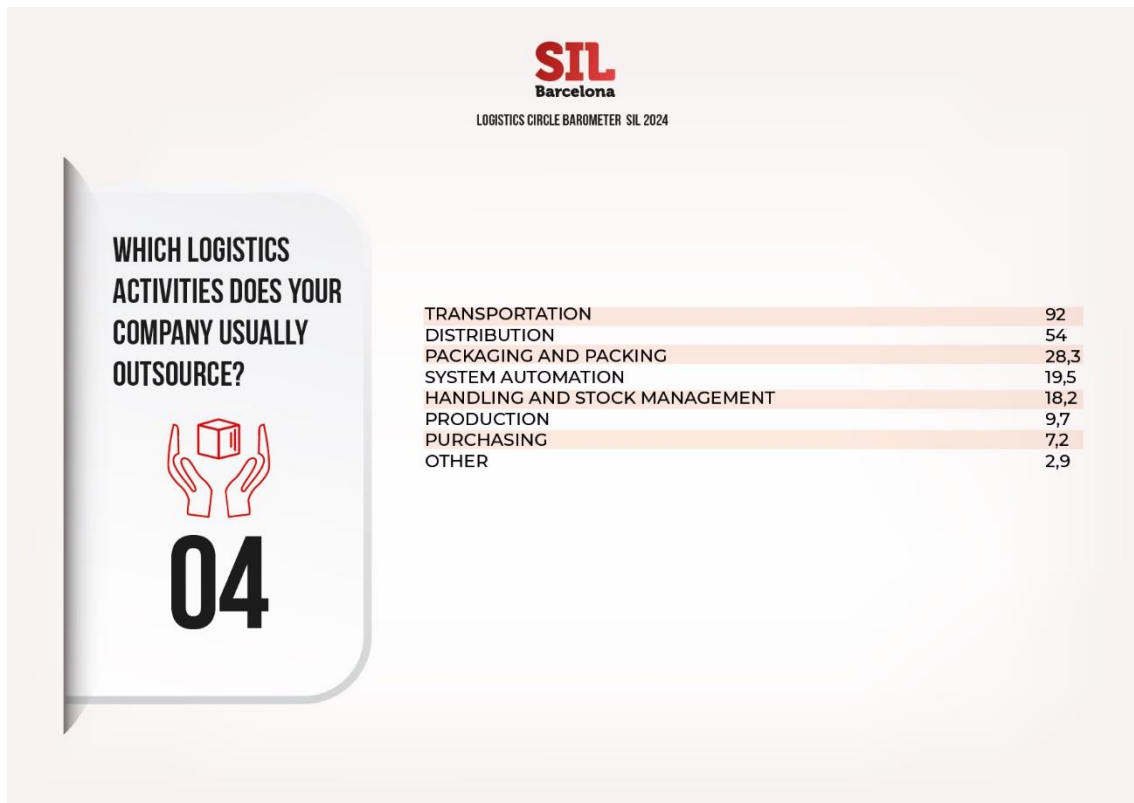 SIL
Barcelona
LOGISTICS CIRCLE BAROMETER SIL 2024
WHICH LOGISTICS
ACTIVITIES DOES YOUR
COMPANY USUALLY
OUTSOURCE?
04
TRANSPORTATION 92
DISTRIBUTION 54
PACKAGING AND PACKING 28,3
SYSTEM AUTOMATION 19,5
HANDLING AND STOCK MANAGEMENT 18,2
PRODUCTION 9,7
PURCHASING 7,2
OTHER 2,9